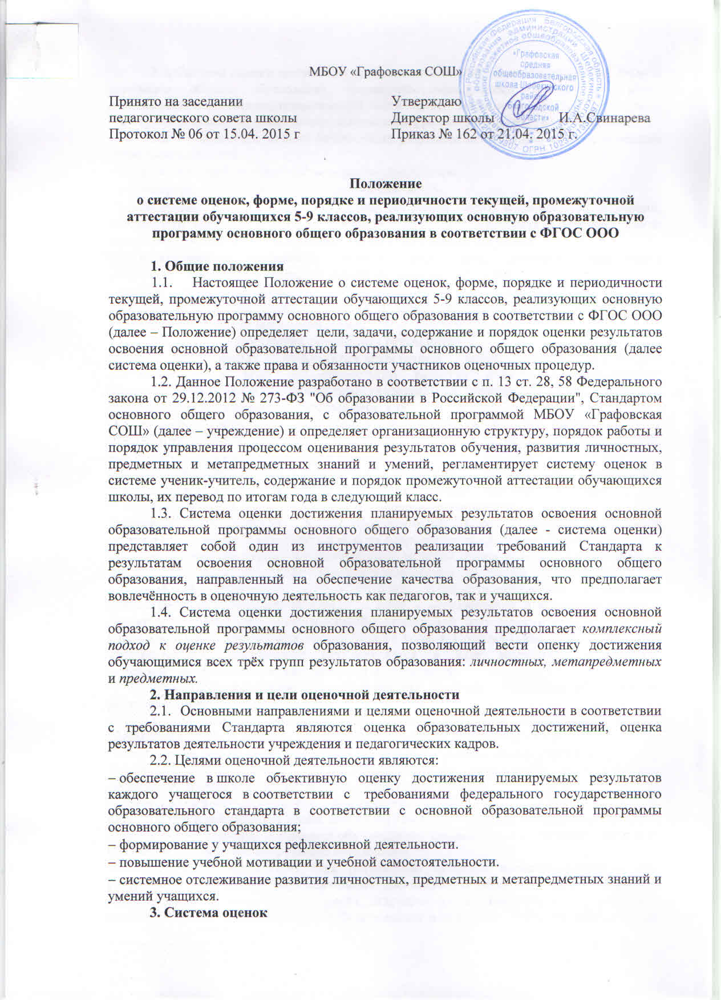 МБОУ «Графовская СОШ»
Принято на заседании
педагогического совета школы
Протокол № 06 от 15.04. 2015 г
Утверждаю
Директор школы И.А.Свинарева
Приказ № 162 от 21.04. 2015 г.
«Графовская
средняя
общеобразовательная
школа Шебекинского
района
Белгородской
области»
Положение
о системе оценок, форме, порядке и периодичности текущей, промежуточной
аттестации обучающихся 5-9 классов, реализующих основную образовательную
программу основного общего образования в соответствии с ФГОС ООО
1. Общие положения
1.1. Настоящее Положение о системе оценок, форме, порядке и периодичности
текущей, промежуточной аттестации обучающихся 5-9 классов, реализующих основную
образовательную программу основного общего образования в соответствии с ФГОС ООО
(далее – Положение) определяет цели, задачи, содержание и порядок оценки результатов
освоения основной образовательной программы основного общего образования (далее
система оценки), а также права и обязанности участников оценочных процедур.
1.2. Данное Положение разработано в соответствии с п. 13 ст. 28, 58 Федерального
закона от 29.12.2012 № 273-ФЗ "Об образовании в Российской Федерации", Стандартом
основного общего образования, с образовательной программой МБОУ «Графовская
СОШ» (далее – учреждение) и определяет организационную структуру, порядок работы и
порядок управления процессом оценивания результатов обучения, развития личностных,
предметных и метапредметных знаний и умений, регламентирует систему оценок в
системе ученик-учитель, содержание и порядок промежуточной аттестации обучающихся
школы, их перевод по итогам года в следующий класс.
1.3. Система оценки достижения планируемых результатов освоения основной
образовательной программы основного общего образования (далее - система оценки)
представляет собой один из инструментов реализации требований Стандарта к
результатам освоения основной образовательной программы основного общего
образования, направленный на обеспечение качества образования, что предполагает
вовлечённость в оценочную деятельность как педагогов, так и учащихся.
1.4. Система оценки достижения планируемых результатов освоения основной
образовательной программы основного общего образования предполагает комплексный
подход к оценке результатов образования, позволяющий вести опенку достижения
обучающимися всех трёх групп результатов образования: личностных, метапредметных
и предметных.
2. Направления и цели оценочной деятельности
2.1. Основными направлениями и целями оценочной деятельности в соответствии
с требованиями Стандарта являются оценка образовательных достижений, оценка
результатов деятельности учреждения и педагогических кадров.
2.2. Целями оценочной деятельности являются:
– обеспечение в школе объективную оценку достижения планируемых результатов
каждого учащегося в соответствии с требованиями федерального государственного
образовательного стандарта в соответствии с основной образовательной программы
основного общего образования;
– формирование у учащихся рефлексивной деятельности.
– повышение учебной мотивации и учебной самостоятельности.
– системное отслеживание развития личностных, предметных и метапредметных знаний и
умений учащихся.
3. Система оценок